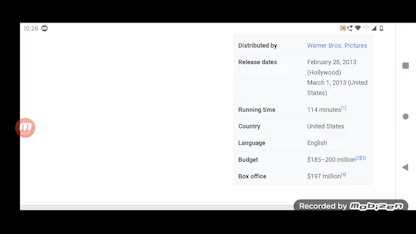 10:28
Distributed by Warner Bros. Pictures
Release dates February 26, 2013
(Hollywood)
March 1, 2013 (United
States)
Running time 114 minutes[1]
Country United States
Language English
Budget $185–200 million[2][3]
Box office $197 million[4]
Recorded by Mobizen